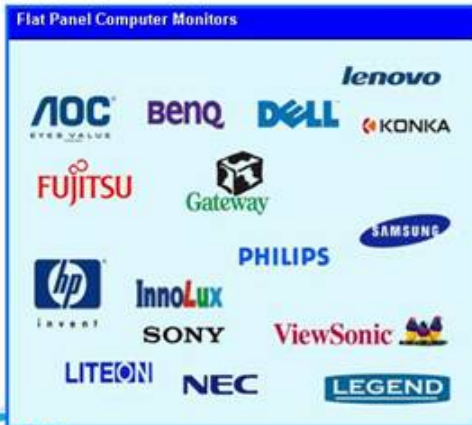 Flat Panel Computer Monitors
lenovo
AOC
EYES VALUE
BenQ
DELL
KONKA
FUJITSU
Gateway
SAMSUNG
PHILIPS
hp
invent
InnoLux
SONY
ViewSonic
LITEON
NEC
LEGEND